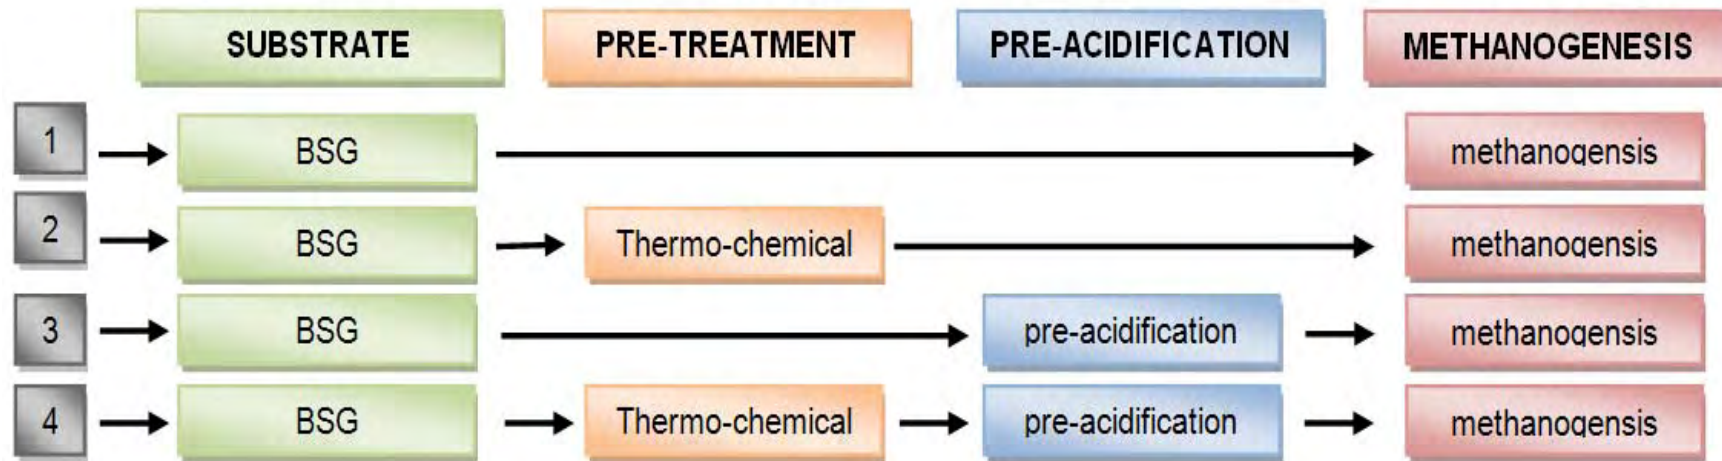 SUBSTRATE PRE-TREATMENT PRE-ACIDIFICATION METHANOGENESIS
1 BSG methanogensis
2 BSG Thermo-chemical methanogensis
3 BSG pre-acidification methanogensis
4 BSG Thermo-chemical pre-acidification methanogensis